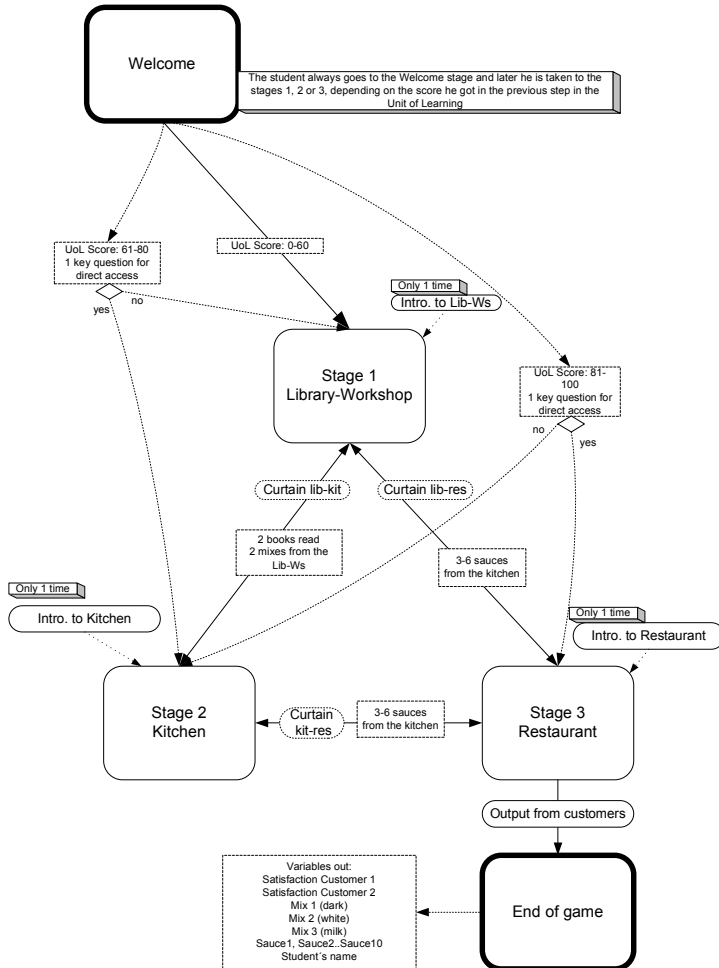 Welcome
The student always goes to the Welcome stage and later he is taken to the
stages 1, 2 or 3, depending on the score he got in the previous step in the
Unit of Learning
UoL Score: 61-80
1 key question for
direct access
yes
no
UoL Score: 0-60
Only 1 time
Intro. to Lib-Ws
Stage 1
Library-Workshop
UoL Score: 81-
100
1 key question for
direct access
no
yes
Curtain lib-kit
Curtain lib-res
2 books read
2 mixes from the
Lib-Ws
3-6 sauces
from the kitchen
Only 1 time
Intro. to Kitchen
Only 1 time
Intro. to Restaurant
Stage 2
Kitchen
Curtain
kit-res
3-6 sauces
from the kitchen
Stage 3
Restaurant
Output from customers
Variables out:
Satisfaction Customer 1
Satisfaction Customer 2
Mix 1 (dark)
Mix 2 (white)
Mix 3 (milk)
Sauce1, Sauce2..Sauce10
Student´s name
End of game